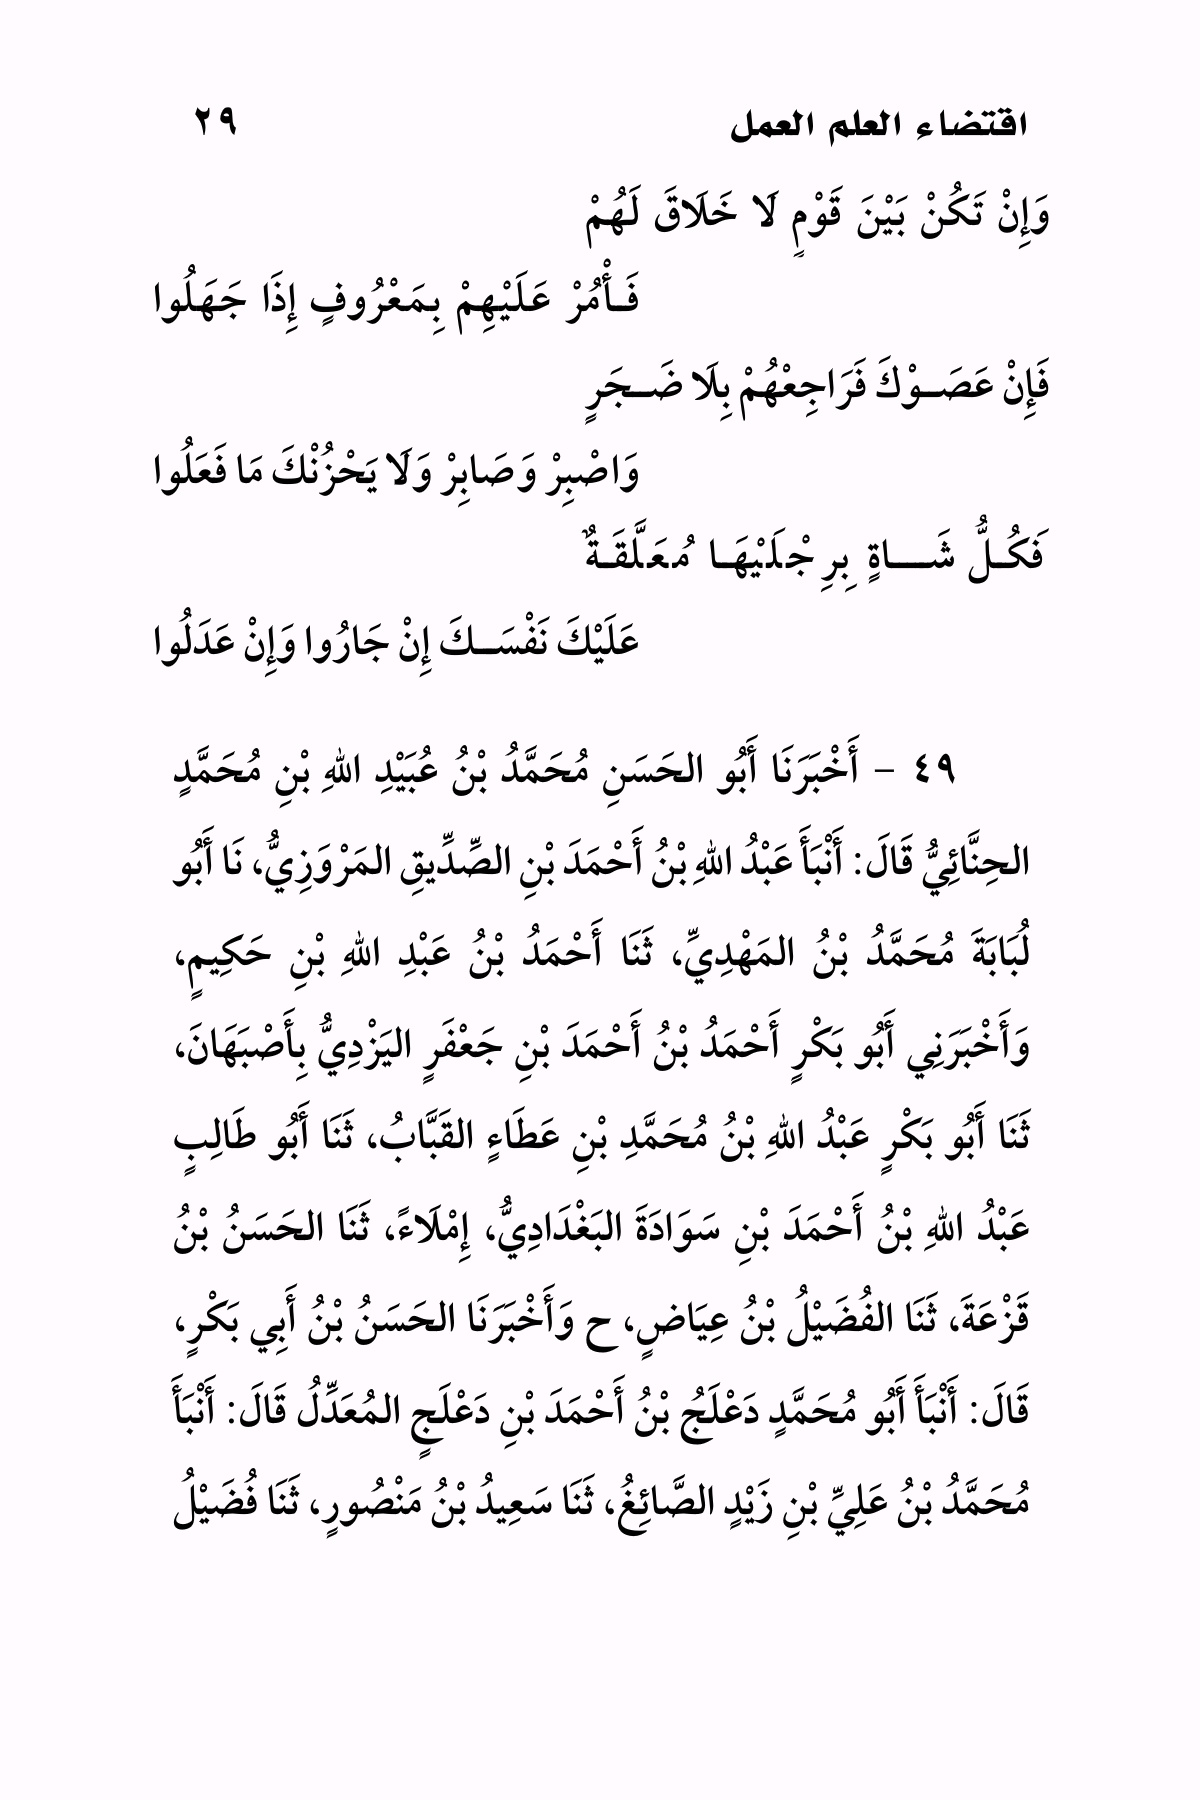 اقتضاء العلم العمل ٢٩
وَإِنْ تَكُنْ بَيْنَ قَوْمٍ لَا خَلَاقَ لَهُمْ
فَأْمُرْ عَلَيْهِمْ بِمَعْرُوفٍ إِذَا جَهَلُوا
فَإِنْ عَصَوْكَ فَرَاجِعْهُمْ بِلَا ضَجَرٍ
وَاصْبِرْ وَصَابِرْ وَلَا يَحْزُنْكَ مَا فَعَلُوا
فَكُلُّ شَاةٍ بِرِجْلَيْهَا مُعَلَّقَةٌ
عَلَيْكَ نَفْسَكَ إِنْ جَارُوا وَإِنْ عَدَلُوا
٤٩ – أَخْبَرَنَا أَبُو الحَسَنِ مُحَمَّدُ بْنُ عُبَيْدِ اللهِ بْنِ مُحَمَّدٍ
الحِنَّائِيُّ قَالَ: أَنْبَأَ عَبْدُ اللهِ بْنُ أَحْمَدَ بْنِ الصِّدِّيقِ المَرْوَزِيُّ، نَا أَبُو
لُبَابَةَ مُحَمَّدُ بْنُ المَهْدِيِّ، ثَنَا أَحْمَدُ بْنُ عَبْدِ اللهِ بْنِ حَكِيمٍ،
وَأَخْبَرَنِي أَبُو بَكْرٍ أَحْمَدُ بْنُ أَحْمَدَ بْنِ جَعْفَرٍ اليَزْدِيُّ بِأَصْبَهَانَ،
ثَنَا أَبُو بَكْرٍ عَبْدُ اللهِ بْنُ مُحَمَّدِ بْنِ عَطَاءٍ القَبَّابُ، ثَنَا أَبُو طَالِبٍ
عَبْدُ اللهِ بْنُ أَحْمَدَ بْنِ سَوَادَةَ البَغْدَادِيُّ، إِمْلَاءً، ثَنَا الحَسَنُ بْنُ
قَزْعَةَ، ثَنَا الفُضَيْلُ بْنُ عِيَاضٍ، ح وَأَخْبَرَنَا الحَسَنُ بْنُ أَبِي بَكْرٍ،
قَالَ: أَنْبَأَ أَبُو مُحَمَّدٍ دَعْلَجُ بْنُ أَحْمَدَ بْنِ دَعْلَجٍ المُعَدِّلُ قَالَ: أَنْبَأَ
مُحَمَّدُ بْنُ عَلِيِّ بْنِ زَيْدٍ الصَّائِغُ، ثَنَا سَعِيدُ بْنُ مَنْصُورٍ، ثَنَا فُضَيْلُ